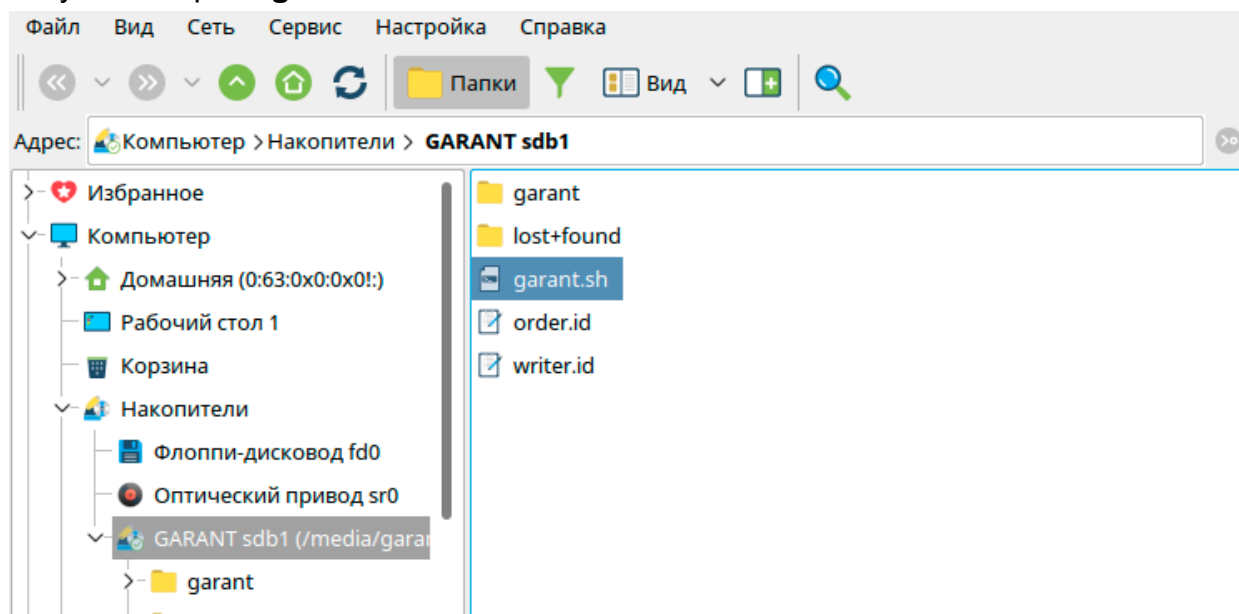 Файл Вид Сеть Сервис Настройка Справка
Папки Вид
Адрес: Компьютер > Накопители > GARANT sdb1
Избранное
Компьютер
Домашняя (0:63:0x0:0x0!:)
Рабочий стол 1
Корзина
Накопители
Флоппи-дисковод fd0
Оптический привод sr0
GARANT sdb1 (/media/garan
garant
garant
lost+found
garant.sh
order.id
writer.id